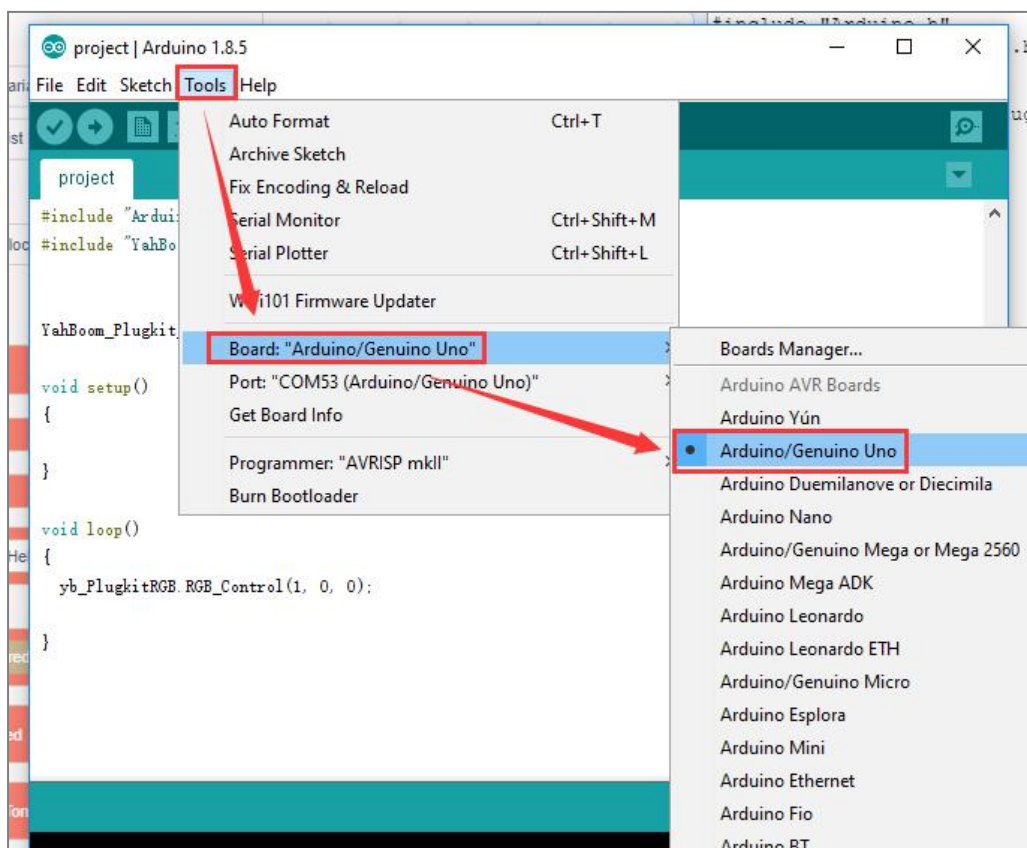 #include "Arduino.h"
project | Arduino 1.8.5
File Edit Sketch Tools Help
Auto Format Ctrl+T
Archive Sketch
Fix Encoding & Reload
Serial Monitor Ctrl+Shift+M
Serial Plotter Ctrl+Shift+L
WiFi101 Firmware Updater
Board: "Arduino/Genuino Uno"
Port: "COM53 (Arduino/Genuino Uno)"
Get Board Info
Programmer: "AVRISP mkII"
Burn Bootloader
project
#include "Ardui
#include "YahBo
YahBoom_Plugkit
void setup()
{
}
void loop()
{
yb_PlugkitRGB.RGB_Control(1, 0, 0);
}
Boards Manager...
Arduino AVR Boards
Arduino Yún
Arduino/Genuino Uno
Arduino Duemilanove or Diecimila
Arduino Nano
Arduino/Genuino Mega or Mega 2560
Arduino Mega ADK
Arduino Leonardo
Arduino Leonardo ETH
Arduino/Genuino Micro
Arduino Esplora
Arduino Mini
Arduino Ethernet
Arduino Fio
Arduino BT